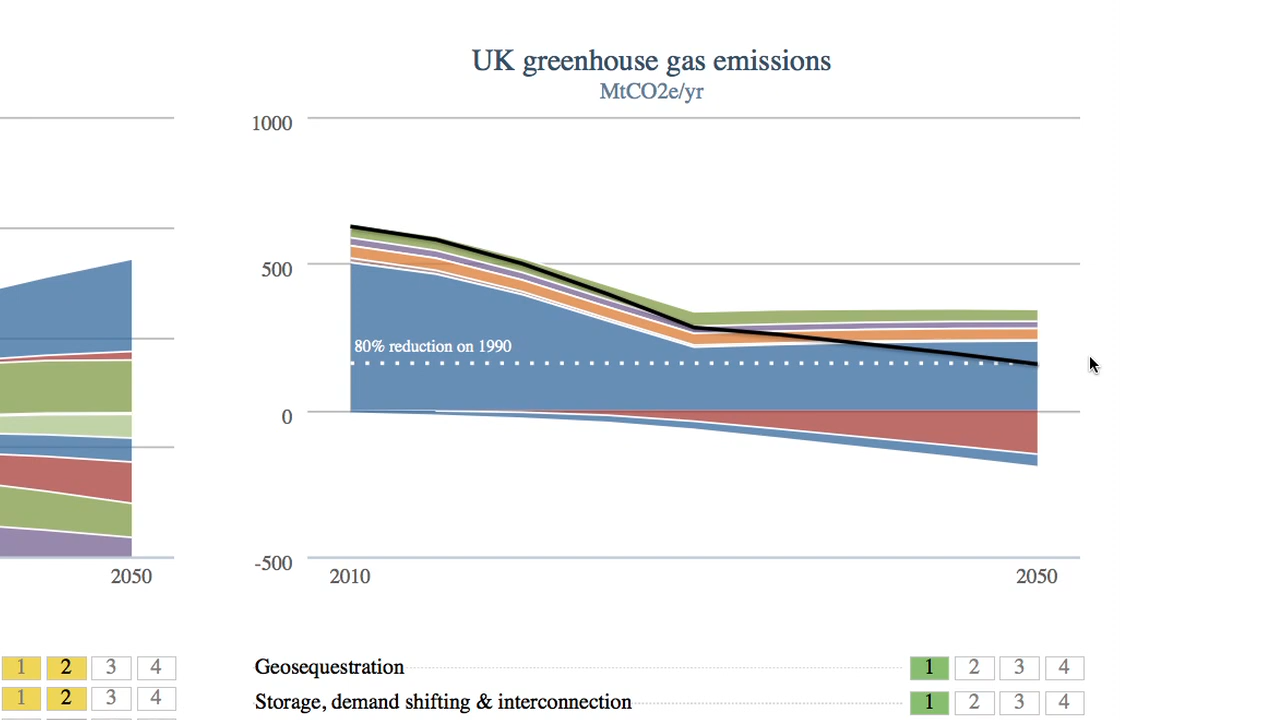 UK greenhouse gas emissions
MtCO2e/yr
1000
500
80% reduction on 1990
0
-500
2050
2010
2050
1 2 3 4
Geosequestration 1 2 3 4
1 2 3 4
Storage, demand shifting & interconnection 1 2 3 4